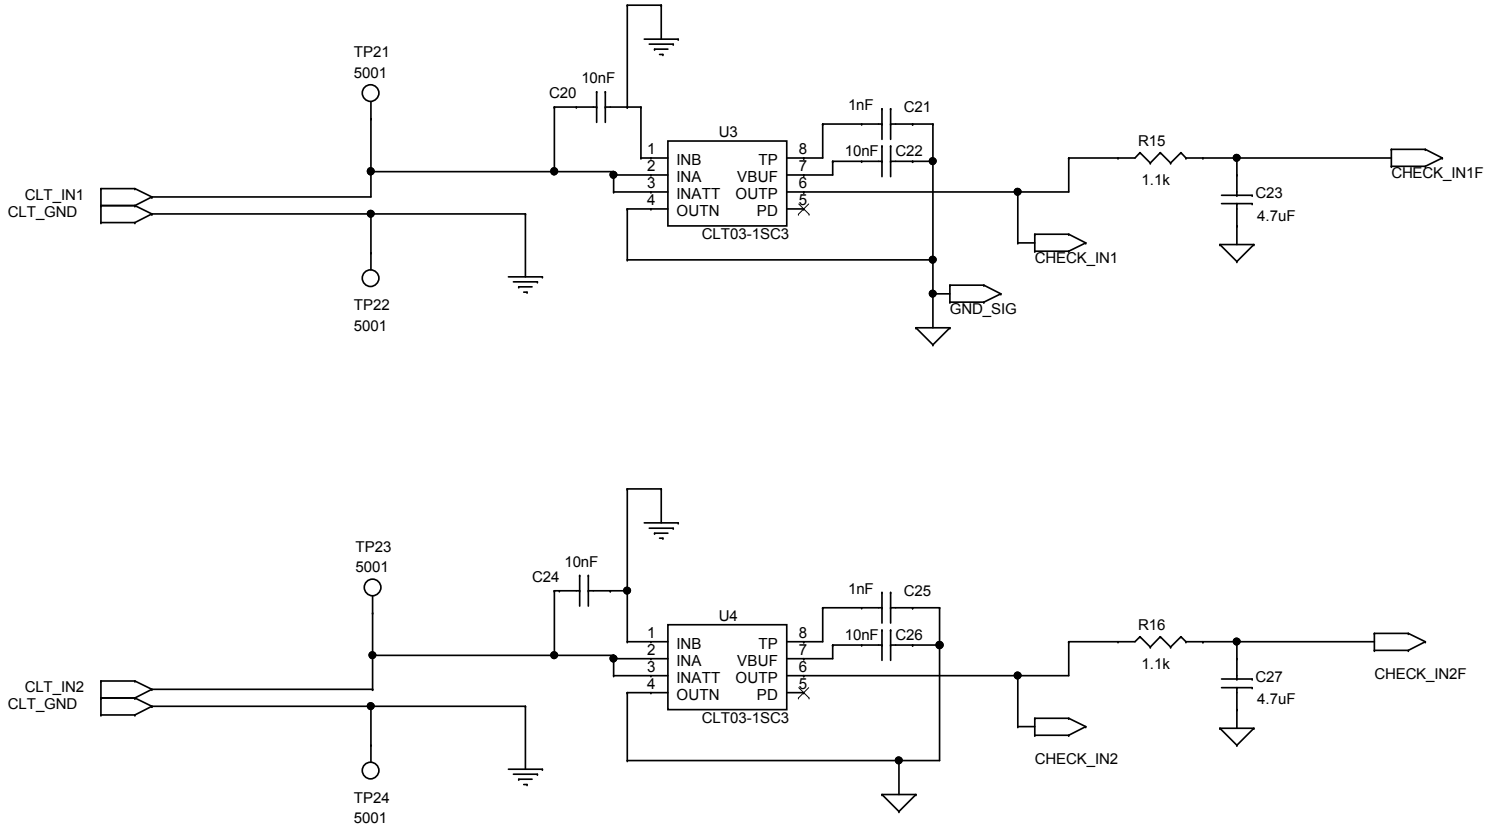 TP21
5001
C20
10nF
CLT_IN1
CLT_GND
TP22
5001
U3
1 INB TP 8
2 INA VBUF 7
3 INATT OUTP 6
4 OUTN PD 5
CLT03-1SC3
1nF C21
10nF C22
CHECK_IN1
GND_SIG
R15
1.1k
C23
4.7uF
CHECK_IN1F
TP23
5001
C24
10nF
CLT_IN2
CLT_GND
TP24
5001
U4
1 INB TP 8
2 INA VBUF 7
3 INATT OUTP 6
4 OUTN PD 5
CLT03-1SC3
1nF C25
10nF C26
CHECK_IN2
R16
1.1k
C27
4.7uF
CHECK_IN2F